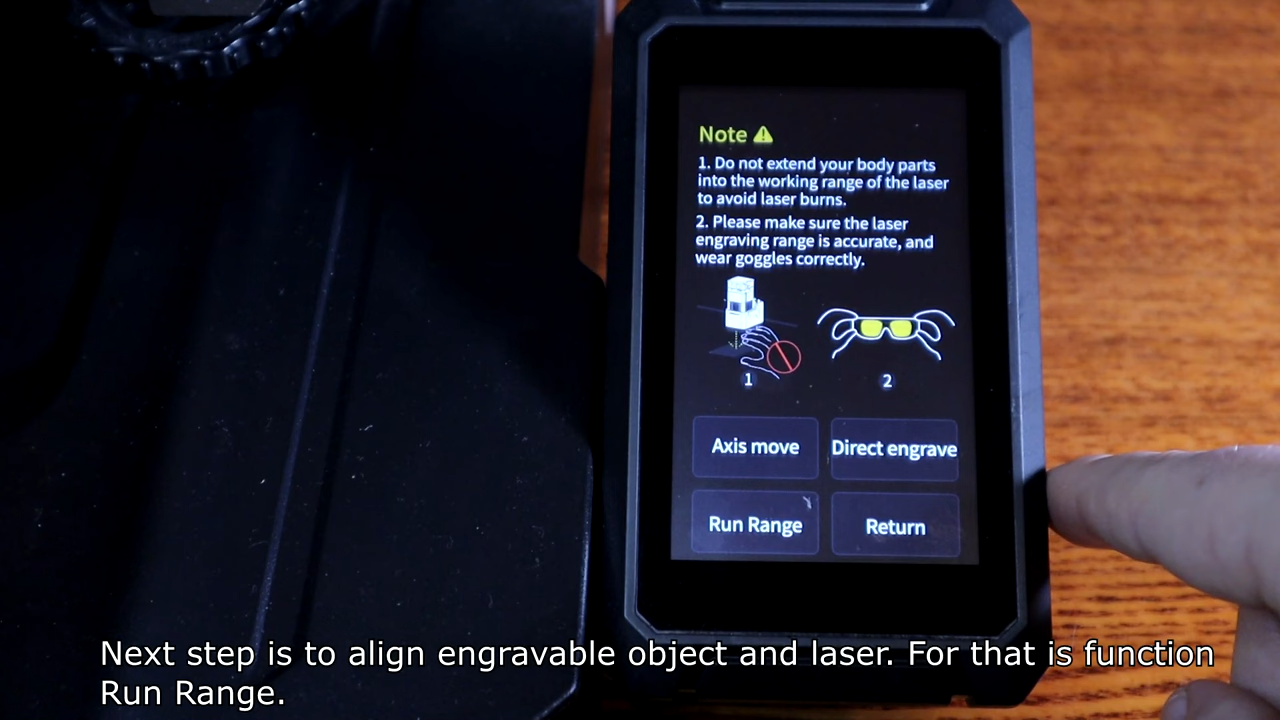 Note
1. Do not extend your body parts
into the working range of the laser
to avoid laser burns.
2. Please make sure the laser
engraving range is accurate, and
wear goggles correctly.
1
2
Axis move
Direct engrave
Run Range
Return
Next step is to align engravable object and laser. For that is function
Run Range.